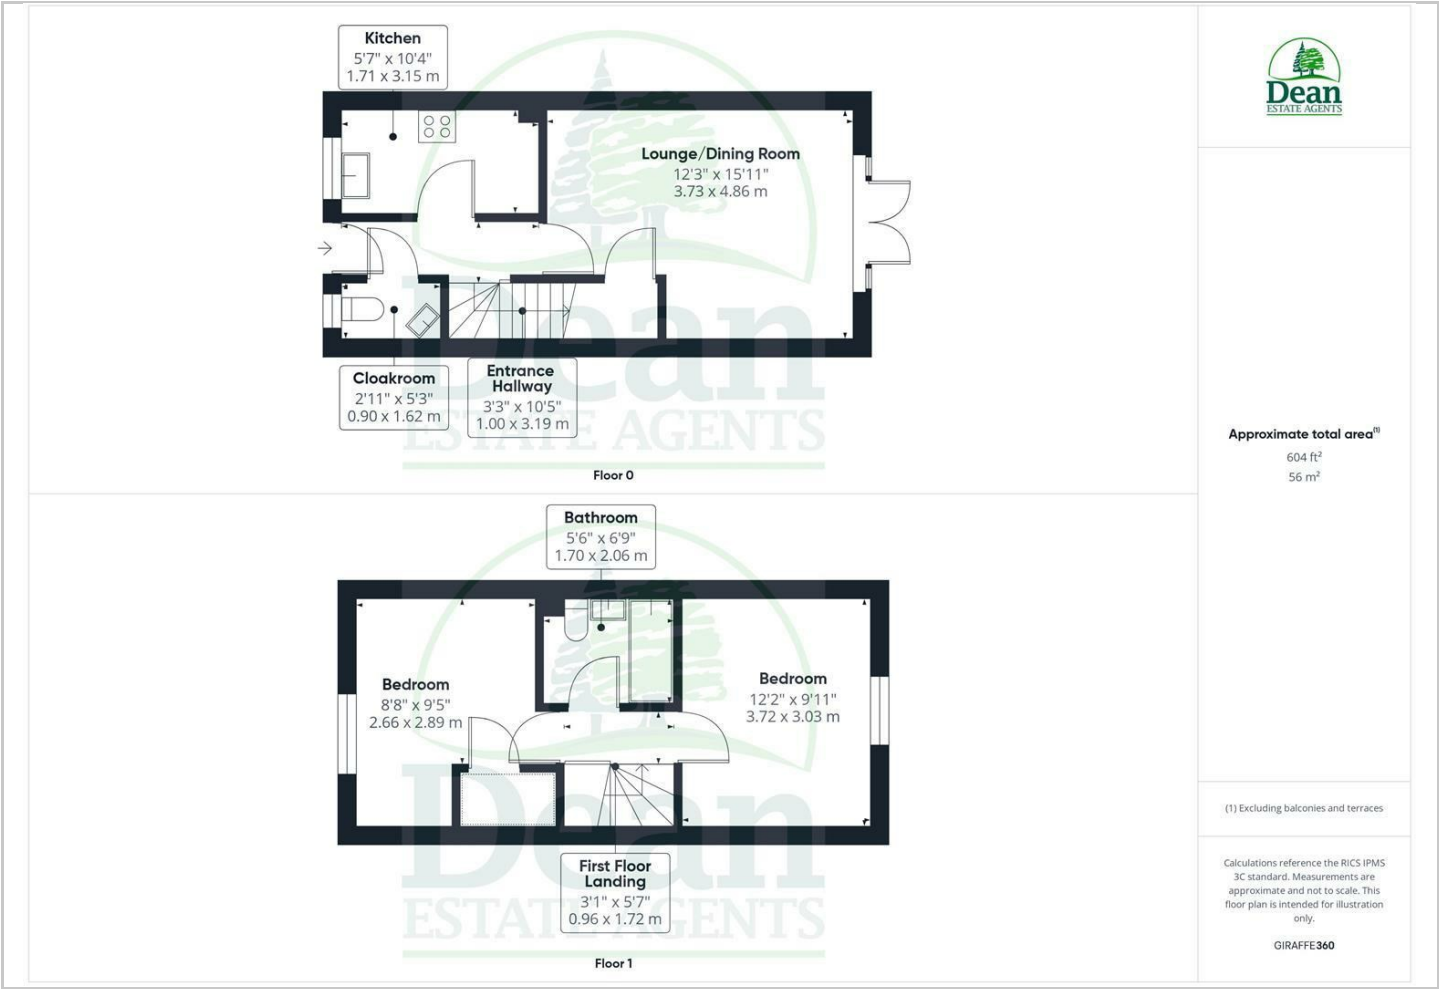 Kitchen
5'7" x 10'4"
1.71 x 3.15 m
Lounge/Dining Room
12'3" x 15'11"
3.73 x 4.86 m
Cloakroom
2'11" x 5'3"
0.90 x 1.62 m
Entrance
Hallway
3'3" x 10'5"
1.00 x 3.19 m
Dean
ESTATE AGENTS
Floor 0
Bathroom
5'6" x 6'9"
1.70 x 2.06 m
Bedroom
8'8" x 9'5"
2.66 x 2.89 m
Bedroom
12'2" x 9'11"
3.72 x 3.03 m
First Floor
Landing
3'1" x 5'7"
0.96 x 1.72 m
Dean
ESTATE AGENTS
Floor 1
Dean
ESTATE AGENTS
Approximate total area(1)
604 ft²
56 m²
(1) Excluding balconies and terraces
Calculations reference the RICS IPMS
3C standard. Measurements are
approximate and not to scale. This
floor plan is intended for illustration
only.
GIRAFFE360